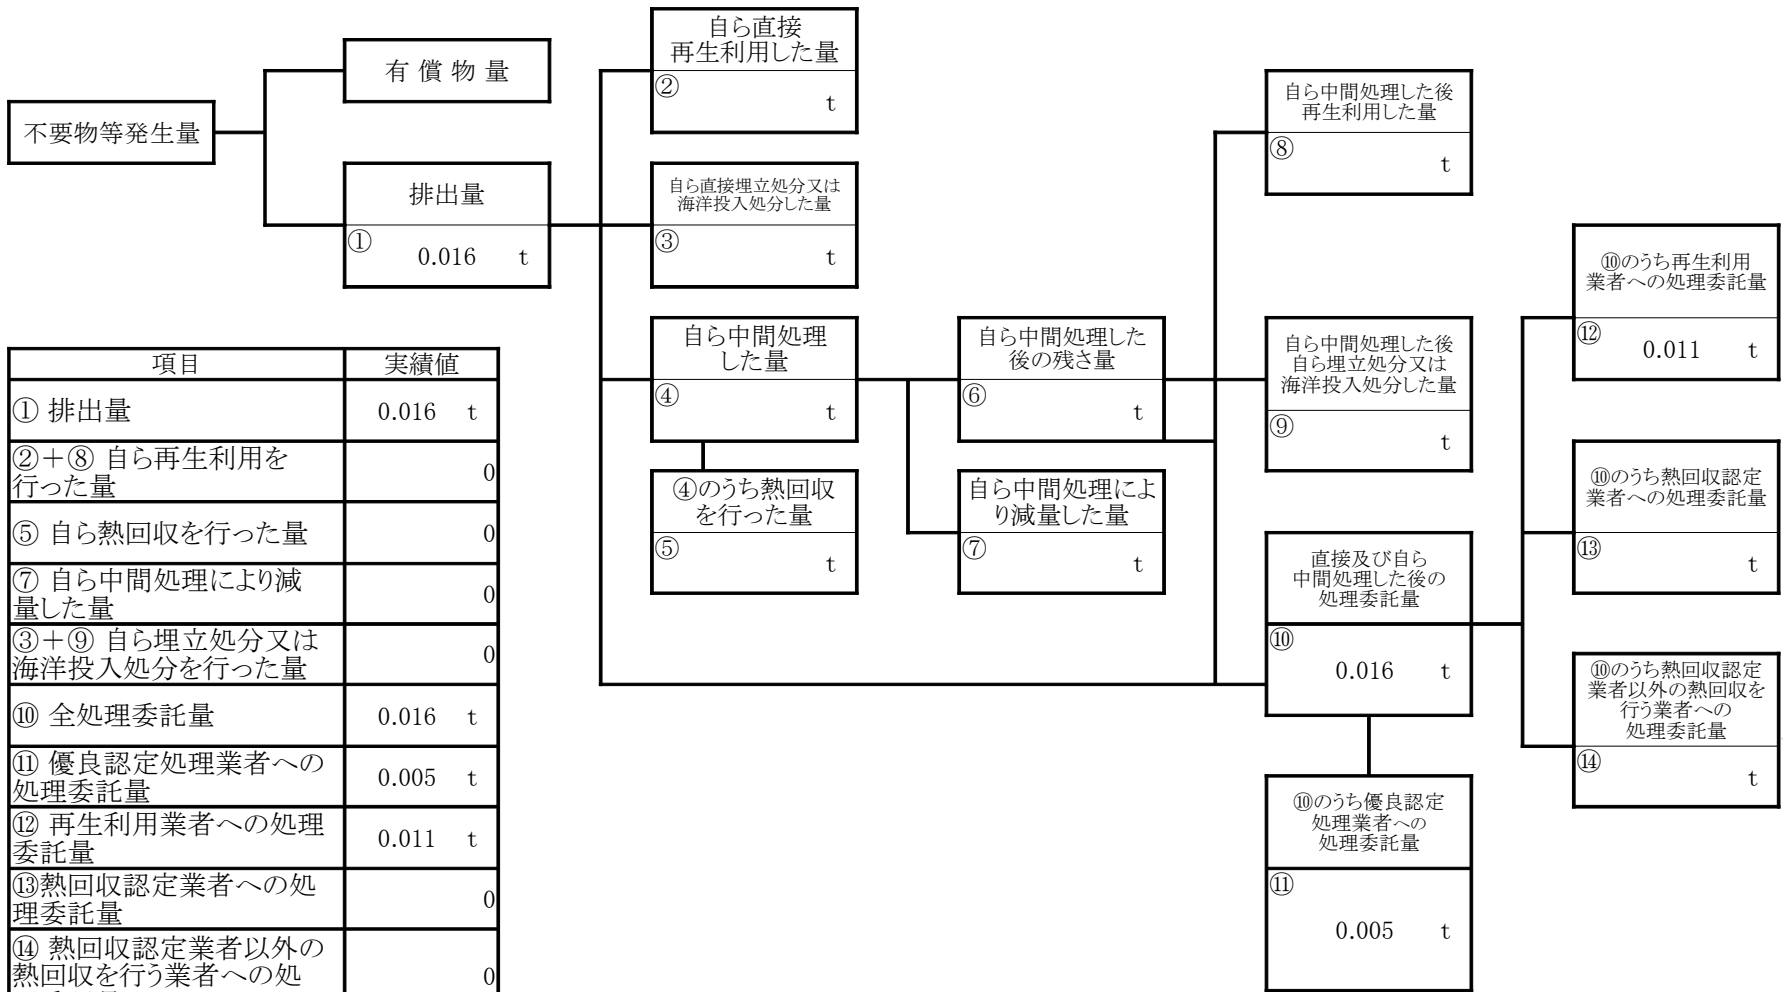 自ら直接
再生利用した量
②
t
有 償 物 量
不要物等発生量
自ら中間処理した後
再生利用した量
⑧
t
排出量
①
0.016 t
自ら直接埋立処分又は
海洋投入処分した量
③
t
⑩のうち再生利用
業者への処理委託量
⑫
0.011 t
自ら中間処理
した量
④
t
自ら中間処理した
後の残さ量
⑥
t
自ら中間処理した後
自ら埋立処分又は
海洋投入処分した量
⑨
t
④のうち熱回収
を行った量
⑤
t
自ら中間処理によ
り減量した量
⑦
t
⑩のうち熱回収認定
業者への処理委託量
⑬
t
直接及び自ら
中間処理した後の
処理委託量
⑩
0.016 t
⑩のうち熱回収認定
業者以外の熱回収を
行う業者への
処理委託量
⑭
t
⑩のうち優良認定
処理業者への
処理委託量
⑪
0.005 t
項目 実績値
① 排出量 0.016 t
②+⑧ 自ら再生利用を
行った量 0
⑤ 自ら熱回収を行った量 0
⑦ 自ら中間処理により減
量した量 0
③+⑨ 自ら埋立処分又は
海洋投入処分を行った量 0
⑩ 全処理委託量 0.016 t
⑪ 優良認定処理業者への
処理委託量 0.005 t
⑫ 再生利用業者への処理
委託量 0.011 t
⑬熱回収認定業者への処
理委託量 0
⑭ 熱回収認定業者以外の
熱回収を行う業者への処 0